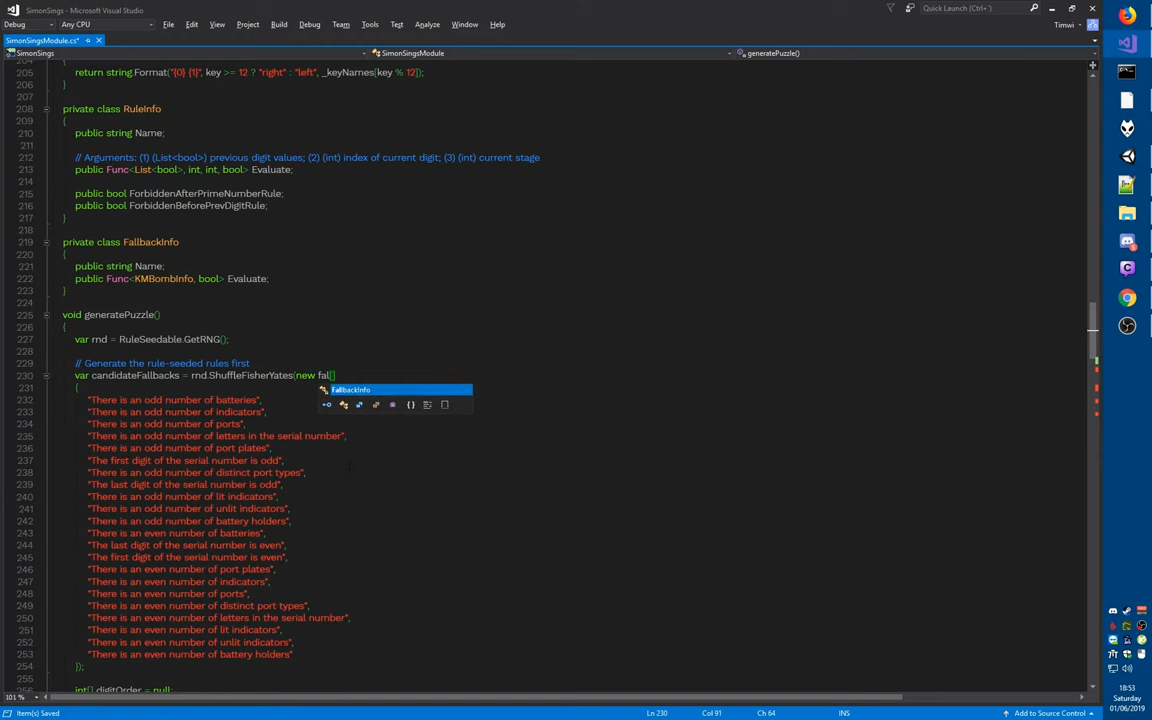 SimonSings - Microsoft Visual Studio
Quick Launch (Ctrl+')
File Edit View Project Build Debug Team Tools Test Analyze Window Help
Timwi
Debug Any CPU
SimonSingsModule.cs*
SimonSings SimonSingsModule generatePuzzle()
204 }
205 return string.Format("{0} {1}", key >= 12 ? "right" : "left", _keyNames[key % 12]);
206 }
207
208 private class RuleInfo
209 {
210 public string Name;
211
212 // Arguments: (1) (List<bool>) previous digit values; (2) (int) index of current digit; (3) (int) current stage
213 public Func<List<bool>, int, int, bool> Evaluate;
214
215 public bool ForbiddenAfterPrimeNumberRule;
216 public bool ForbiddenBeforePrevDigitRule;
217 }
218
219 private class FallbackInfo
220 {
221 public string Name;
222 public Func<KMBombInfo, bool> Evaluate;
223 }
224
225 void generatePuzzle()
226 {
227 var rnd = RuleSeedable.GetRNG();
228
229 // Generate the rule-seeded rules first
230 var candidateFallbacks = rnd.ShuffleFisherYates(new fal[]
FallbackInfo
231 {
232 "There is an odd number of batteries",
233 "There is an odd number of indicators",
234 "There is an odd number of ports",
235 "There is an odd number of letters in the serial number",
236 "There is an odd number of port plates",
237 "The first digit of the serial number is odd",
238 "There is an odd number of distinct port types",
239 "The last digit of the serial number is odd",
240 "There is an odd number of lit indicators",
241 "There is an odd number of unlit indicators",
242 "There is an odd number of battery holders",
243 "There is an even number of batteries",
244 "The last digit of the serial number is even",
245 "The first digit of the serial number is even",
246 "There is an even number of port plates",
247 "There is an even number of indicators",
248 "There is an even number of ports",
249 "There is an even number of distinct port types",
250 "There is an even number of letters in the serial number",
251 "There is an even number of lit indicators",
252 "There is an even number of unlit indicators",
253 "There is an even number of battery holders"
254 });
255
256 int[] digitOrder = null;
101 %
Item(s) Saved Ln 230 Col 91 Ch 64 INS Add to Source Control
18:53
Saturday
01/06/2019